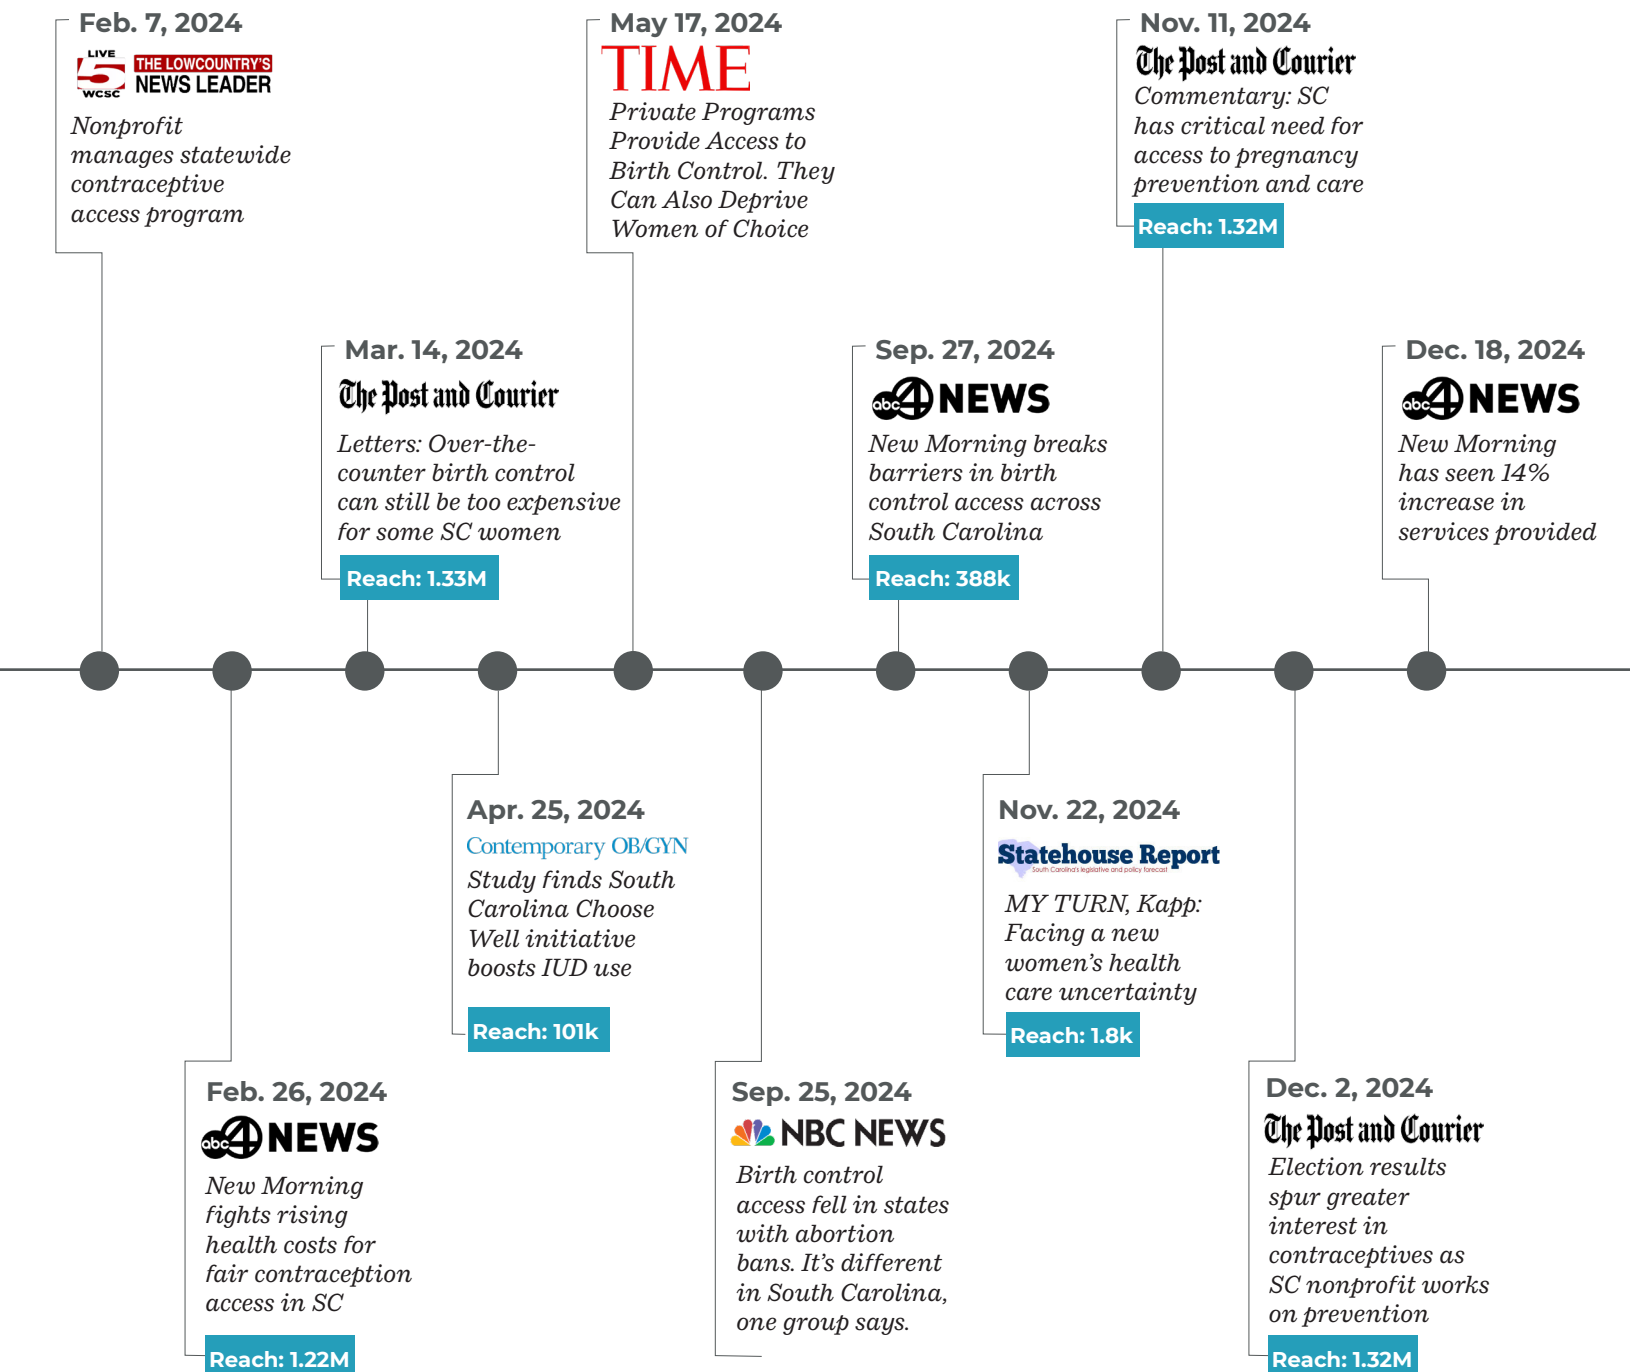 Feb. 7, 2024
LIVE
5
WCSC
THE LOWCOUNTRY'S
NEWS LEADER
Nonprofit
manages statewide
contraceptive
access program
May 17, 2024
TIME
Private Programs
Provide Access to
Birth Control. They
Can Also Deprive
Women of Choice
Nov. 11, 2024
The Post and Courier
Commentary: SC
has critical need for
access to pregnancy
prevention and care
Reach: 1.32M
Mar. 14, 2024
The Post and Courier
Letters: Over-the-
counter birth control
can still be too expensive
for some SC women
Reach: 1.33M
Sep. 27, 2024
abc 4 NEWS
New Morning breaks
barriers in birth
control access across
South Carolina
Reach: 388k
Dec. 18, 2024
abc 4 NEWS
New Morning
has seen 14%
increase in
services provided
Apr. 25, 2024
Contemporary OB/GYN
Study finds South
Carolina Choose
Well initiative
boosts IUD use
Reach: 101k
Nov. 22, 2024
Statehouse Report
South Carolina's legislative and policy forecast
MY TURN, Kapp:
Facing a new
women’s health
care uncertainty
Reach: 1.8k
Feb. 26, 2024
abc 4 NEWS
New Morning
fights rising
health costs for
fair contraception
access in SC
Reach: 1.22M
Sep. 25, 2024
NBC NEWS
Birth control
access fell in states
with abortion
bans. It’s different
in South Carolina,
one group says.
Dec. 2, 2024
The Post and Courier
Election results
spur greater
interest in
contraceptives as
SC nonprofit works
on prevention
Reach: 1.32M